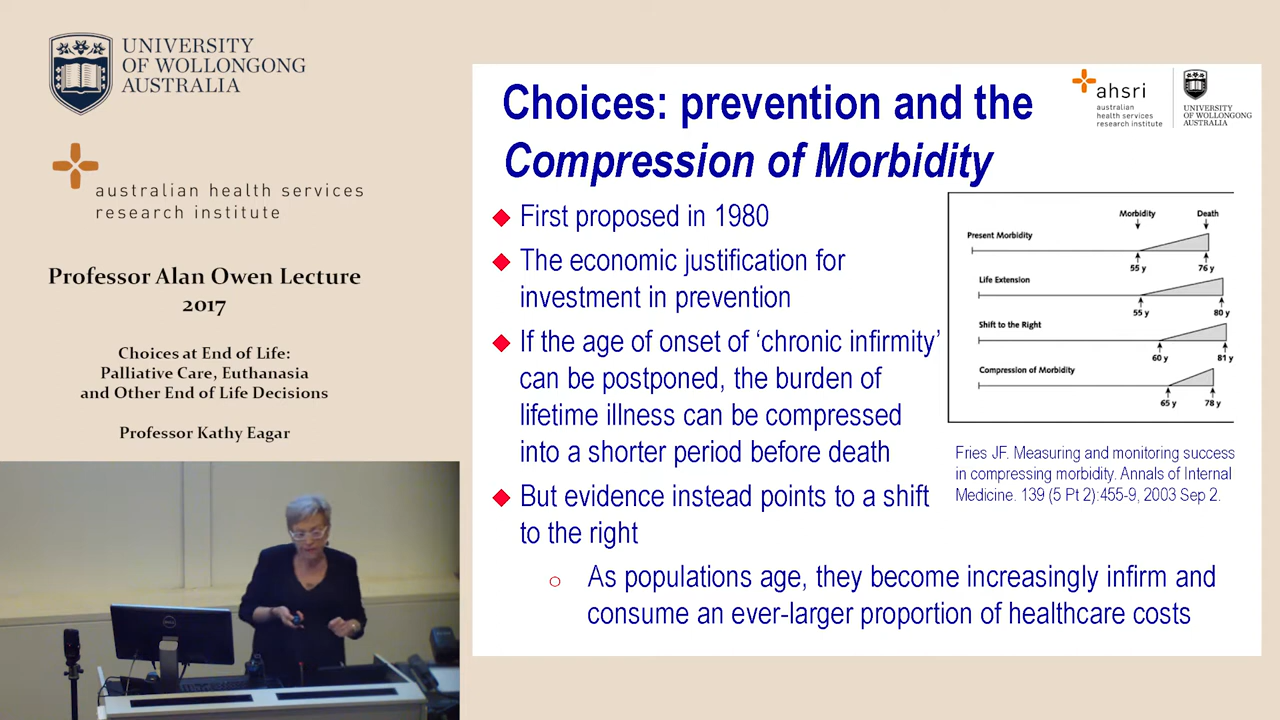 UNIVERSITY
OF WOLLONGONG
AUSTRALIA
australian health services
research institute
Professor Alan Owen Lecture
2017
Choices at End of Life:
Palliative Care, Euthanasia
and Other End of Life Decisions
Professor Kathy Eagar
Choices: prevention and the
Compression of Morbidity
ahsri
australian
health services
research institute
UNIVERSITY
OF WOLLONGONG
AUSTRALIA
◆ First proposed in 1980
◆ The economic justification for
investment in prevention
◆ If the age of onset of ‘chronic infirmity’
can be postponed, the burden of
lifetime illness can be compressed
into a shorter period before death
◆ But evidence instead points to a shift
to the right
○ As populations age, they become increasingly infirm and
consume an ever-larger proportion of healthcare costs
Morbidity Death
Present Morbidity
55 y 76 y
Life Extension
55 y 80 y
Shift to the Right
60 y 81 y
Compression of Morbidity
65 y 78 y
Fries JF. Measuring and monitoring success
in compressing morbidity. Annals of Internal
Medicine. 139 (5 Pt 2):455-9, 2003 Sep 2.
DELL